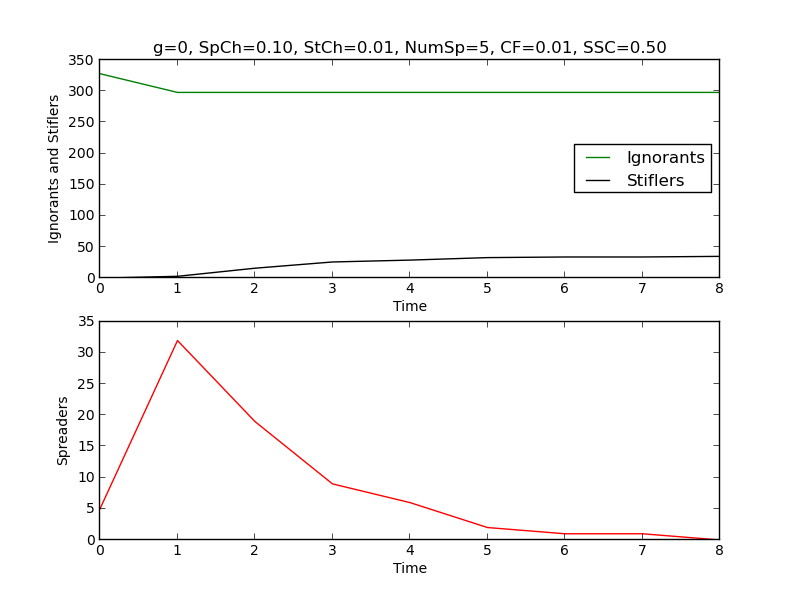 g=0, SpCh=0.10, StCh=0.01, NumSp=5, CF=0.01, SSC=0.50
350
300
250
200
150
100
50
0
Ignorants and Stiflers
Ignorants
Stiflers
0 1 2 3 4 5 6 7 8
Time
35
30
25
20
15
10
5
0
Spreaders
0 1 2 3 4 5 6 7 8
Time